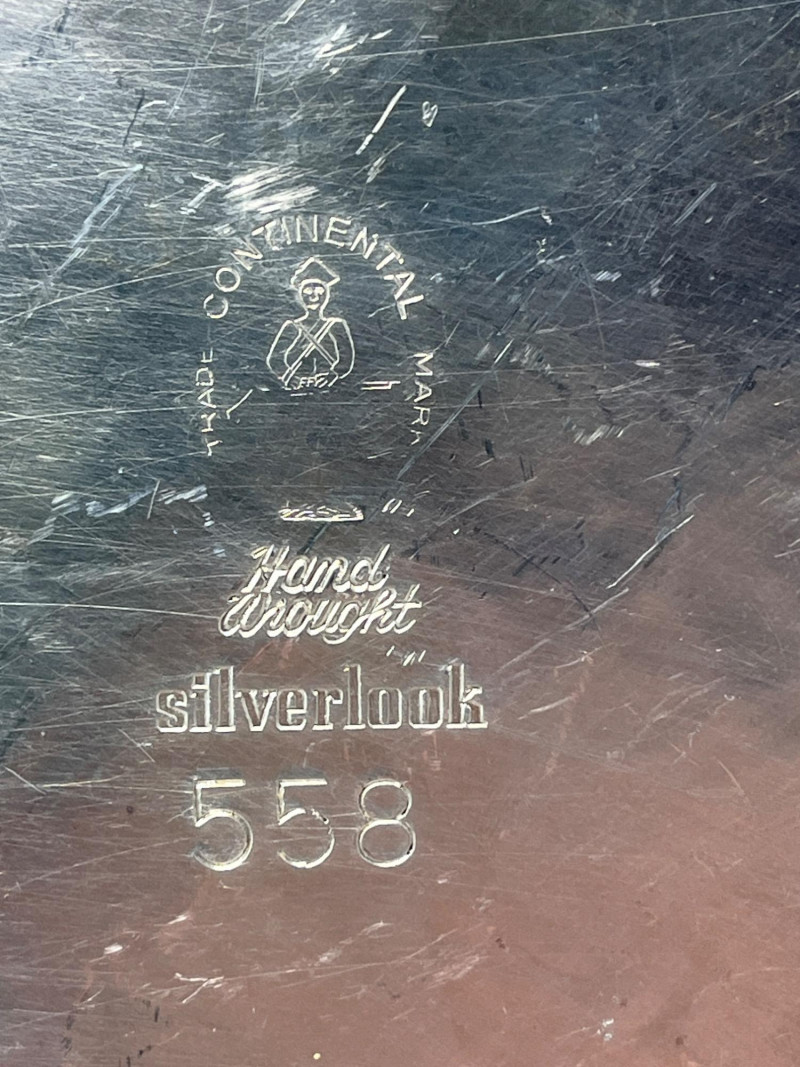 CONTINENTAL
TRADE MARK
Hand
Wrought
silverlook
558